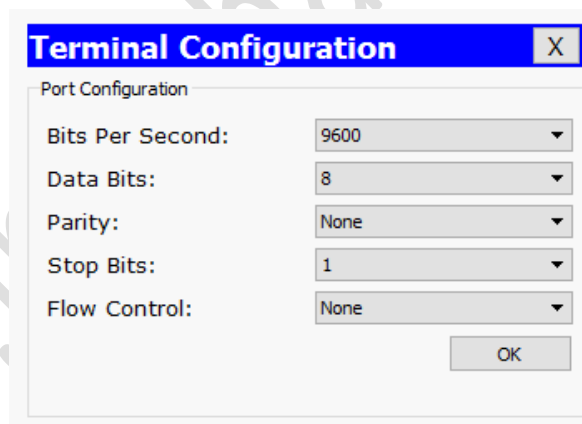 Terminal Configuration X
Port Configuration
Bits Per Second: 9600
Data Bits: 8
Parity: None
Stop Bits: 1
Flow Control: None
OK